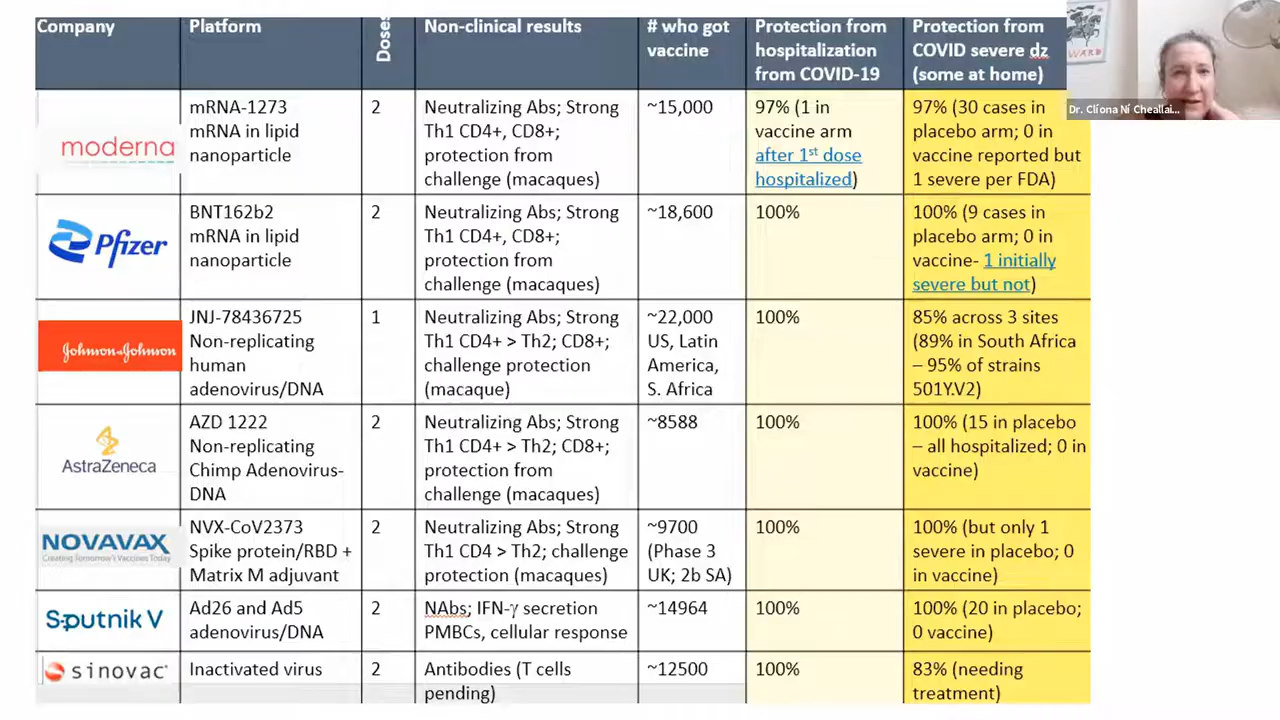 Company
Platform
Doses
Non-clinical results
# who got
vaccine
Protection from
hospitalization
from COVID-19
Protection from
COVID severe dz
(some at home)
WARD
Dr. Clíona Ní Cheallai...
moderna
mRNA-1273
mRNA in lipid
nanoparticle
2
Neutralizing Abs; Strong
Th1 CD4+, CD8+;
protection from
challenge (macaques)
~15,000
97% (1 in
vaccine arm
after 1st dose
hospitalized)
97% (30 cases in
placebo arm; 0 in
vaccine reported but
1 severe per FDA)
Pfizer
BNT162b2
mRNA in lipid
nanoparticle
2
Neutralizing Abs; Strong
Th1 CD4+, CD8+;
protection from
challenge (macaques)
~18,600
100%
100% (9 cases in
placebo arm; 0 in
vaccine- 1 initially
severe but not)
Johnson & Johnson
JNJ-78436725
Non-replicating
human
adenovirus/DNA
1
Neutralizing Abs; Strong
Th1 CD4+ > Th2; CD8+;
challenge protection
(macaque)
~22,000
US, Latin
America,
S. Africa
100%
85% across 3 sites
(89% in South Africa
– 95% of strains
501Y.V2)
AstraZeneca
AZD 1222
Non-replicating
Chimp Adenovirus-
DNA
2
Neutralizing Abs; Strong
Th1 CD4+ > Th2; CD8+;
protection from
challenge (macaques)
~8588
100%
100% (15 in placebo
– all hospitalized; 0 in
vaccine)
NOVAVAX
Creating Tomorrow's Vaccines Today
NVX-CoV2373
Spike protein/RBD +
Matrix M adjuvant
2
Neutralizing Abs; Strong
Th1 CD4 > Th2; challenge
protection (macaques)
~9700
(Phase 3
UK; 2b SA)
100%
100% (but only 1
severe in placebo; 0
in vaccine)
Sputnik V
Ad26 and Ad5
adenovirus/DNA
2
NAbs; IFN-γ secretion
PMBCs, cellular response
~14964
100%
100% (20 in placebo;
0 vaccine)
sinovac
Inactivated virus
2
Antibodies (T cells
pending)
~12500
100%
83% (needing
treatment)